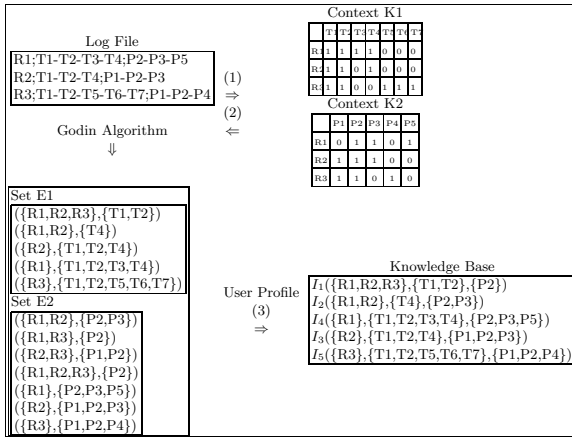 Context K1
T1 T2 T3 T4 T5 T6 T7
R1 1 1 1 1 0 0 0
R2 1 1 0 1 0 0 0
R3 1 1 0 0 1 1 1
Log File
R1;T1-T2-T3-T4;P2-P3-P5
R2;T1-T2-T4;P1-P2-P3
R3;T1-T2-T5-T6-T7;P1-P2-P4
(1)
⇒
(2)
⇐
Context K2
P1 P2 P3 P4 P5
R1 0 1 1 0 1
R2 1 1 1 0 0
R3 1 1 0 1 0
Godin Algorithm
⇓
Set E1
({R1,R2,R3},{T1,T2})
({R1,R2},{T4})
({R2},{T1,T2,T4})
({R1},{T1,T2,T3,T4})
({R3},{T1,T2,T5,T6,T7})
Set E2
({R1,R2},{P2,P3})
({R1,R3},{P2})
({R2,R3},{P1,P2})
({R1,R2,R3},{P2})
({R1},{P2,P3,P5})
({R2},{P1,P2,P3})
({R3},{P1,P2,P4})
User Profile
(3)
⇒
Knowledge Base
I1({R1,R2,R3},{T1,T2},{P2})
I2({R1,R2},{T4},{P2,P3})
I4({R1},{T1,T2,T3,T4},{P2,P3,P5})
I3({R2},{T1,T2,T4},{P1,P2,P3})
I5({R3},{T1,T2,T5,T6,T7},{P1,P2,P4})